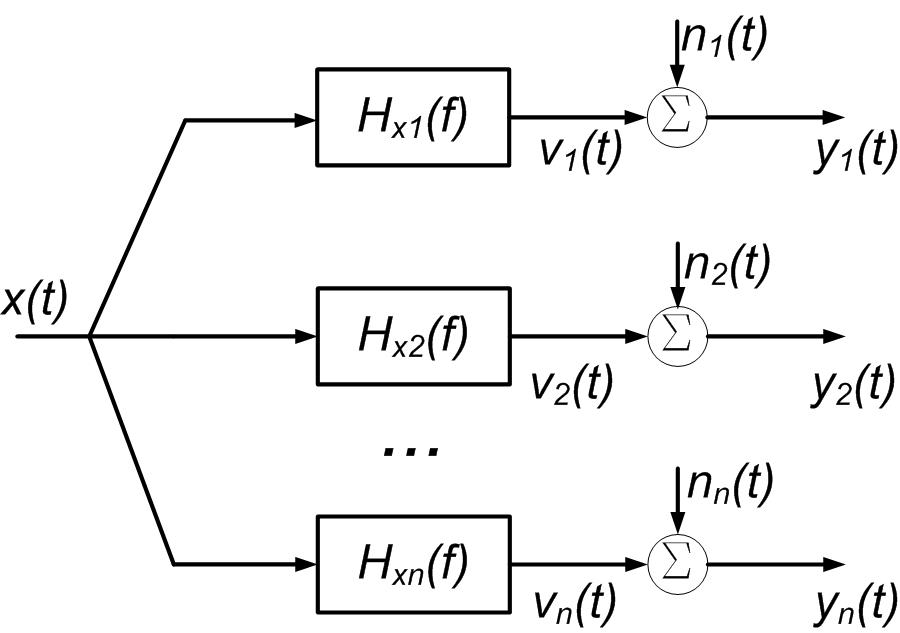 n₁(t)
Hₓ₁(f)
Σ
v₁(t)
y₁(t)
x(t)
n₂(t)
Hₓ₂(f)
Σ
v₂(t)
y₂(t)
...
nₙ(t)
Hₓₙ(f)
Σ
vₙ(t)
yₙ(t)